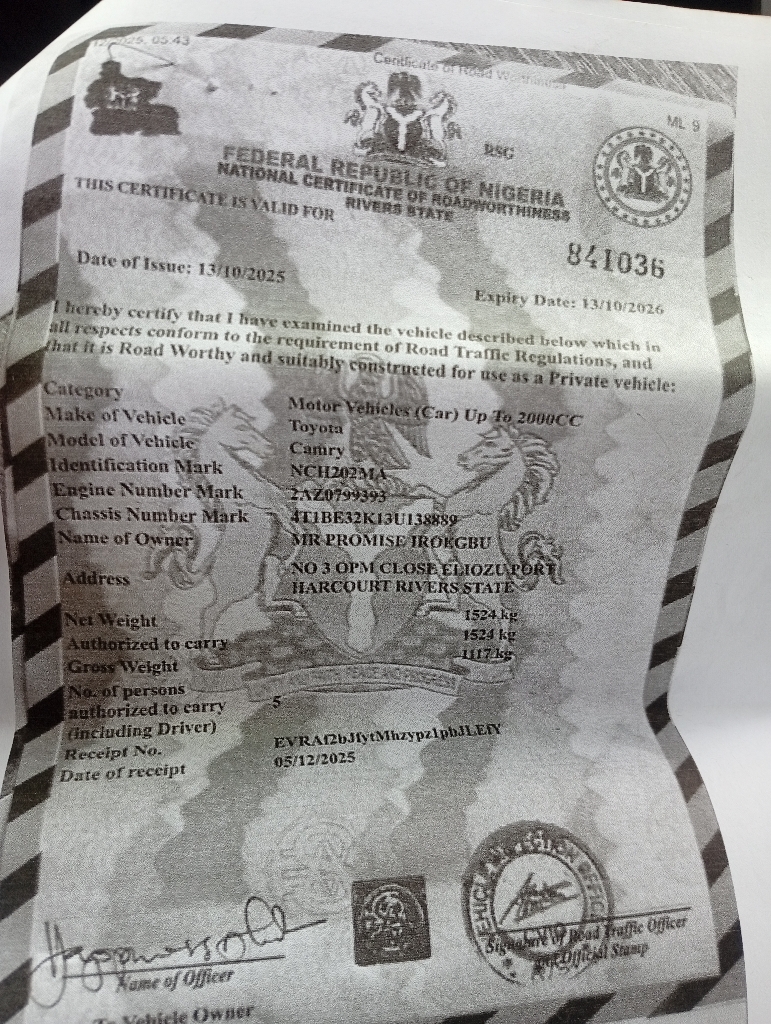 05:43
Certificate of Road Worthiness
ML 9
RSG
FEDERAL REPUBLIC OF NIGERIA
NATIONAL CERTIFICATE OF ROADWORTHINESS
THIS CERTIFICATE IS VALID FOR RIVERS STATE
841036
Date of Issue: 13/10/2025
Expiry Date: 13/10/2026
I hereby certify that I have examined the vehicle described below which in
all respects conform to the requirement of Road Traffic Regulations, and
that it is Road Worthy and suitably constructed for use as a Private vehicle:
Category Motor Vehicles (Car) Up To 2000CC
Make of Vehicle Toyota
Model of Vehicle Camry
Identification Mark NCH202MA
Engine Number Mark 2AZ0799393
Chassis Number Mark 4T1BE32K13U138889
Name of Owner MR PROMISE IROEGBU
Address NO 3 OPM CLOSE ELIOZU PORT
HARCOURT RIVERS STATE
Net Weight 1524 kg
Authorized to carry 1524 kg
Gross Weight 1117 kg
No. of persons
authorized to carry 5
(including Driver)
Receipt No.
Date of receipt 05/12/2025
Name of Officer
Signature of Road Traffic Officer
and Official Stamp
To Vehicle Owner